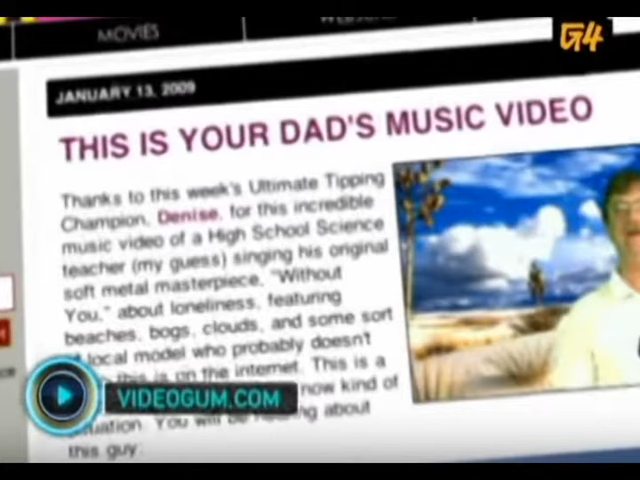 MOVIES
G4
JANUARY 13, 2009
THIS IS YOUR DAD'S MUSIC VIDEO
Thanks to this week's Ultimate Tipping
Champion, Denise, for this incredible
music video of a High School Science
teacher (my guess) singing his original
soft metal masterpiece, "Without
You," about loneliness, featuring
beaches, bogs, clouds, and some sort
local model who probably doesn't
this is on the internet. This is a
now kind of
VIDEOGUM.COM
situation. You will be hearing about
this guy